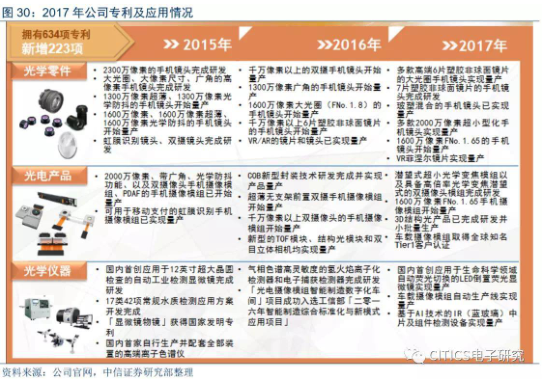 图 30：2017 年公司专利及应用情况
拥有634项专利
新增223项
2015年
2016年
2017年
光学零件
• 2300万像素的手机镜头完成研发
• 大光圈、大像素尺寸、广角的高
像素手机镜头完成研发
• 1300万像素超薄、1300万像素光
学防抖的手机镜头开始量产
• 1600万像素、1600万像素超薄、
1600万像素光学防抖的手机镜头
开始量产
• 虹膜识别镜头、双摄镜头完成研
发
• 千万像素以上的双摄手机镜头开始
量产
• 1300万像素广角的手机镜头开始量
产
• 1600万像素大光圈（FNo.1.8）的
手机镜头开始量产
• 千万像素以上6片塑胶非球面镜片
的手机镜头开始量产
• VR/AR的镜片和镜头已实现量产
• 多款高端6片塑胶非球面镜片
的大光圈手机镜头实现量产
• 7片塑胶非球面镜片的手机镜
头完成研发
• 玻塑混合的手机镜头已实现量
产
• 多款2000万像素超小型化手
机镜头实现量产
• 1600万像素FNo.1.65的手机
镜头开始量产
• VR菲涅尔镜片实现量产
光电产品
• 2000万像素、带广角、光学防抖
功能、以及双摄像头手机摄像模
组、PDAF的手机摄像模组已开始
量产
• 可用于移动支付的虹膜识别手机
摄像模组已实现量产
• COB新型封装技术研发完成并实现
产品量产
• 超薄无支架前置双摄手机摄像模组
开始量产
• 千万像素以上双摄像头的手机摄像
模组开始量产
• 新型的TOF模块、结构光模块和双
目立体相机均实现量产
• 潜望式超小光学变焦摄模组
以及具备高倍率光学变焦潜望
式的双摄像头模组完成研发
• 1600万像素FNo.1.65手机摄
像模组开始量产
• 3D结构光产品已完成研发并
小批量生产
• 车载摄像模组取得全球知名
Tier1客户认证
光学仪器
• 国内首创应用于12英寸超大晶圆
检查的自动工业检测显微镜完成
研发
• 17类42项常规水质检测应用方案
开发完成
• 「显微镜物镜」获得国家发明专
利
• 国内首家自行生产并配套全部装
置的高端离子色谱仪
• 气相色谱高灵敏度的氢火焰离子化
检测器和电子捕获检测器完成研发
• 「光电摄像模组智能制造数字化车
间」项目成功入选工信部「二零一
六年智能制造综合标准化与新模式
应用项目」
• 国内首创应用于生命科学领域
自动荧光切换的LED倒置荧光显
微镜实现量产
• 车载摄像模组自动生产线实现
量产
• 基于AI技术的IR（蓝玻璃）中
片及组件检测设备实现量产
CITICS电子研究
资料来源：公司官网，中信证券研究部整理